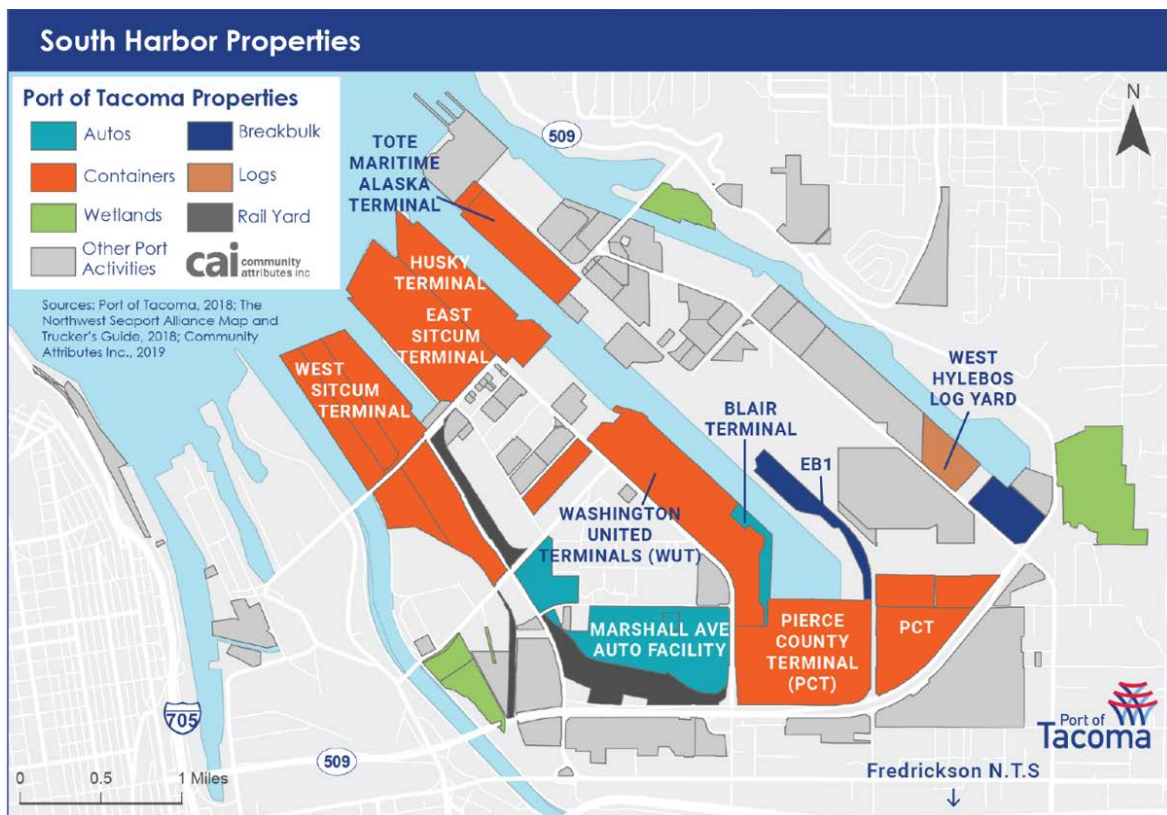 South Harbor Properties
Port of Tacoma Properties
Autos
Breakbulk
Containers
Logs
Wetlands
Rail Yard
Other Port
Activities
cai community
attributes inc
Sources: Port of Tacoma, 2018; The
Northwest Seaport Alliance Map and
Trucker's Guide, 2018; Community
Attributes Inc., 2019
N
509
TOTE
MARITIME
ALASKA
TERMINAL
HUSKY
TERMINAL
EAST
SITCUM
TERMINAL
WEST
SITCUM
TERMINAL
WEST
HYLEBOS
LOG YARD
BLAIR
TERMINAL
EB1
WASHINGTON
UNITED
TERMINALS (WUT)
MARSHALL AVE
AUTO FACILITY
PIERCE
COUNTY
TERMINAL
(PCT)
PCT
705
509
0 0.5 1 Miles
Port of
Tacoma
Fredrickson N.T.S